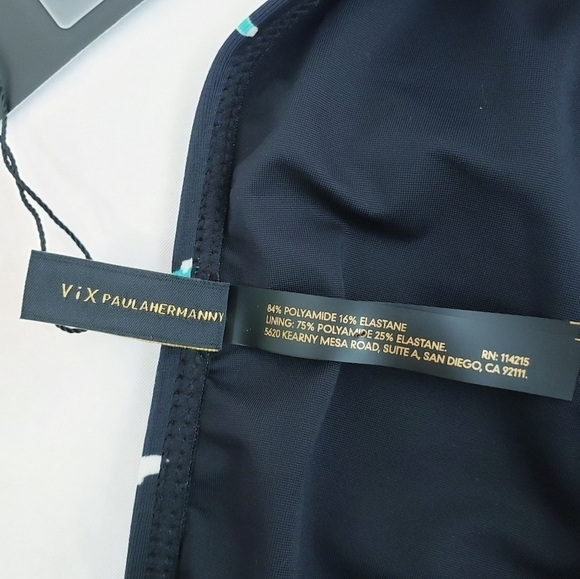 ViX PAULAHERMANNY
84% POLYAMIDE 16% ELASTANE
LINING: 75% POLYAMIDE 25% ELASTANE.
5620 KEARNY MESA ROAD, SUITE A, SAN DIEGO, CA 92111.
RN: 114215